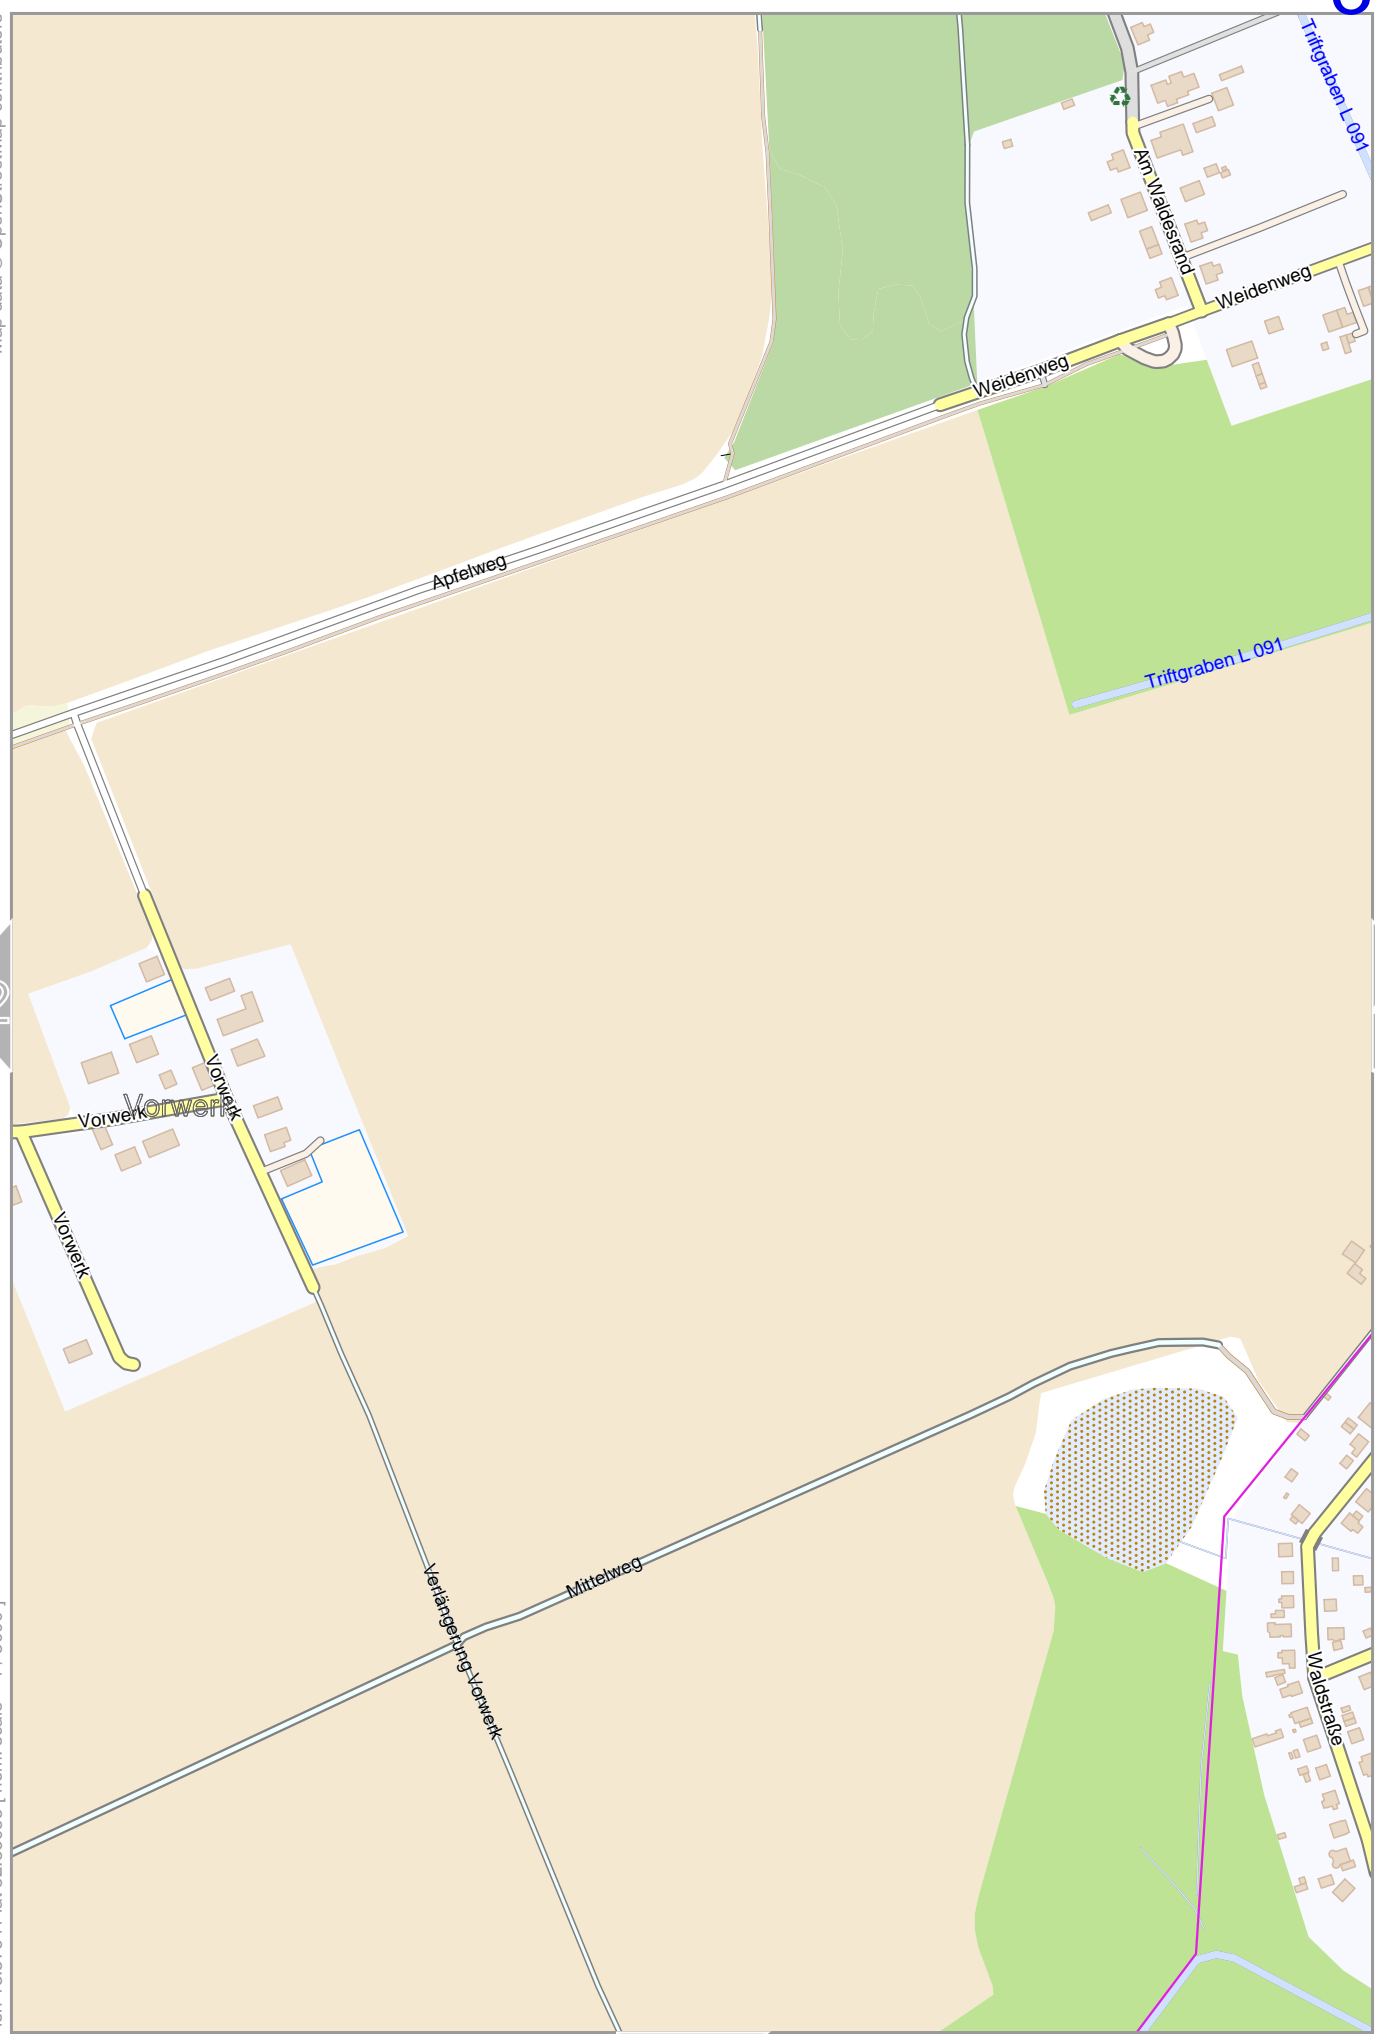 Triftgraben L 091
Am Waldesrand
Weidenweg
Weidenweg
Apfelweg
Triftgraben L 091
Vorwerk
Vorwerk
Vorwerk
Vorwerk
Mittelweg
Verlängerung Vorwerk
Waldstraße